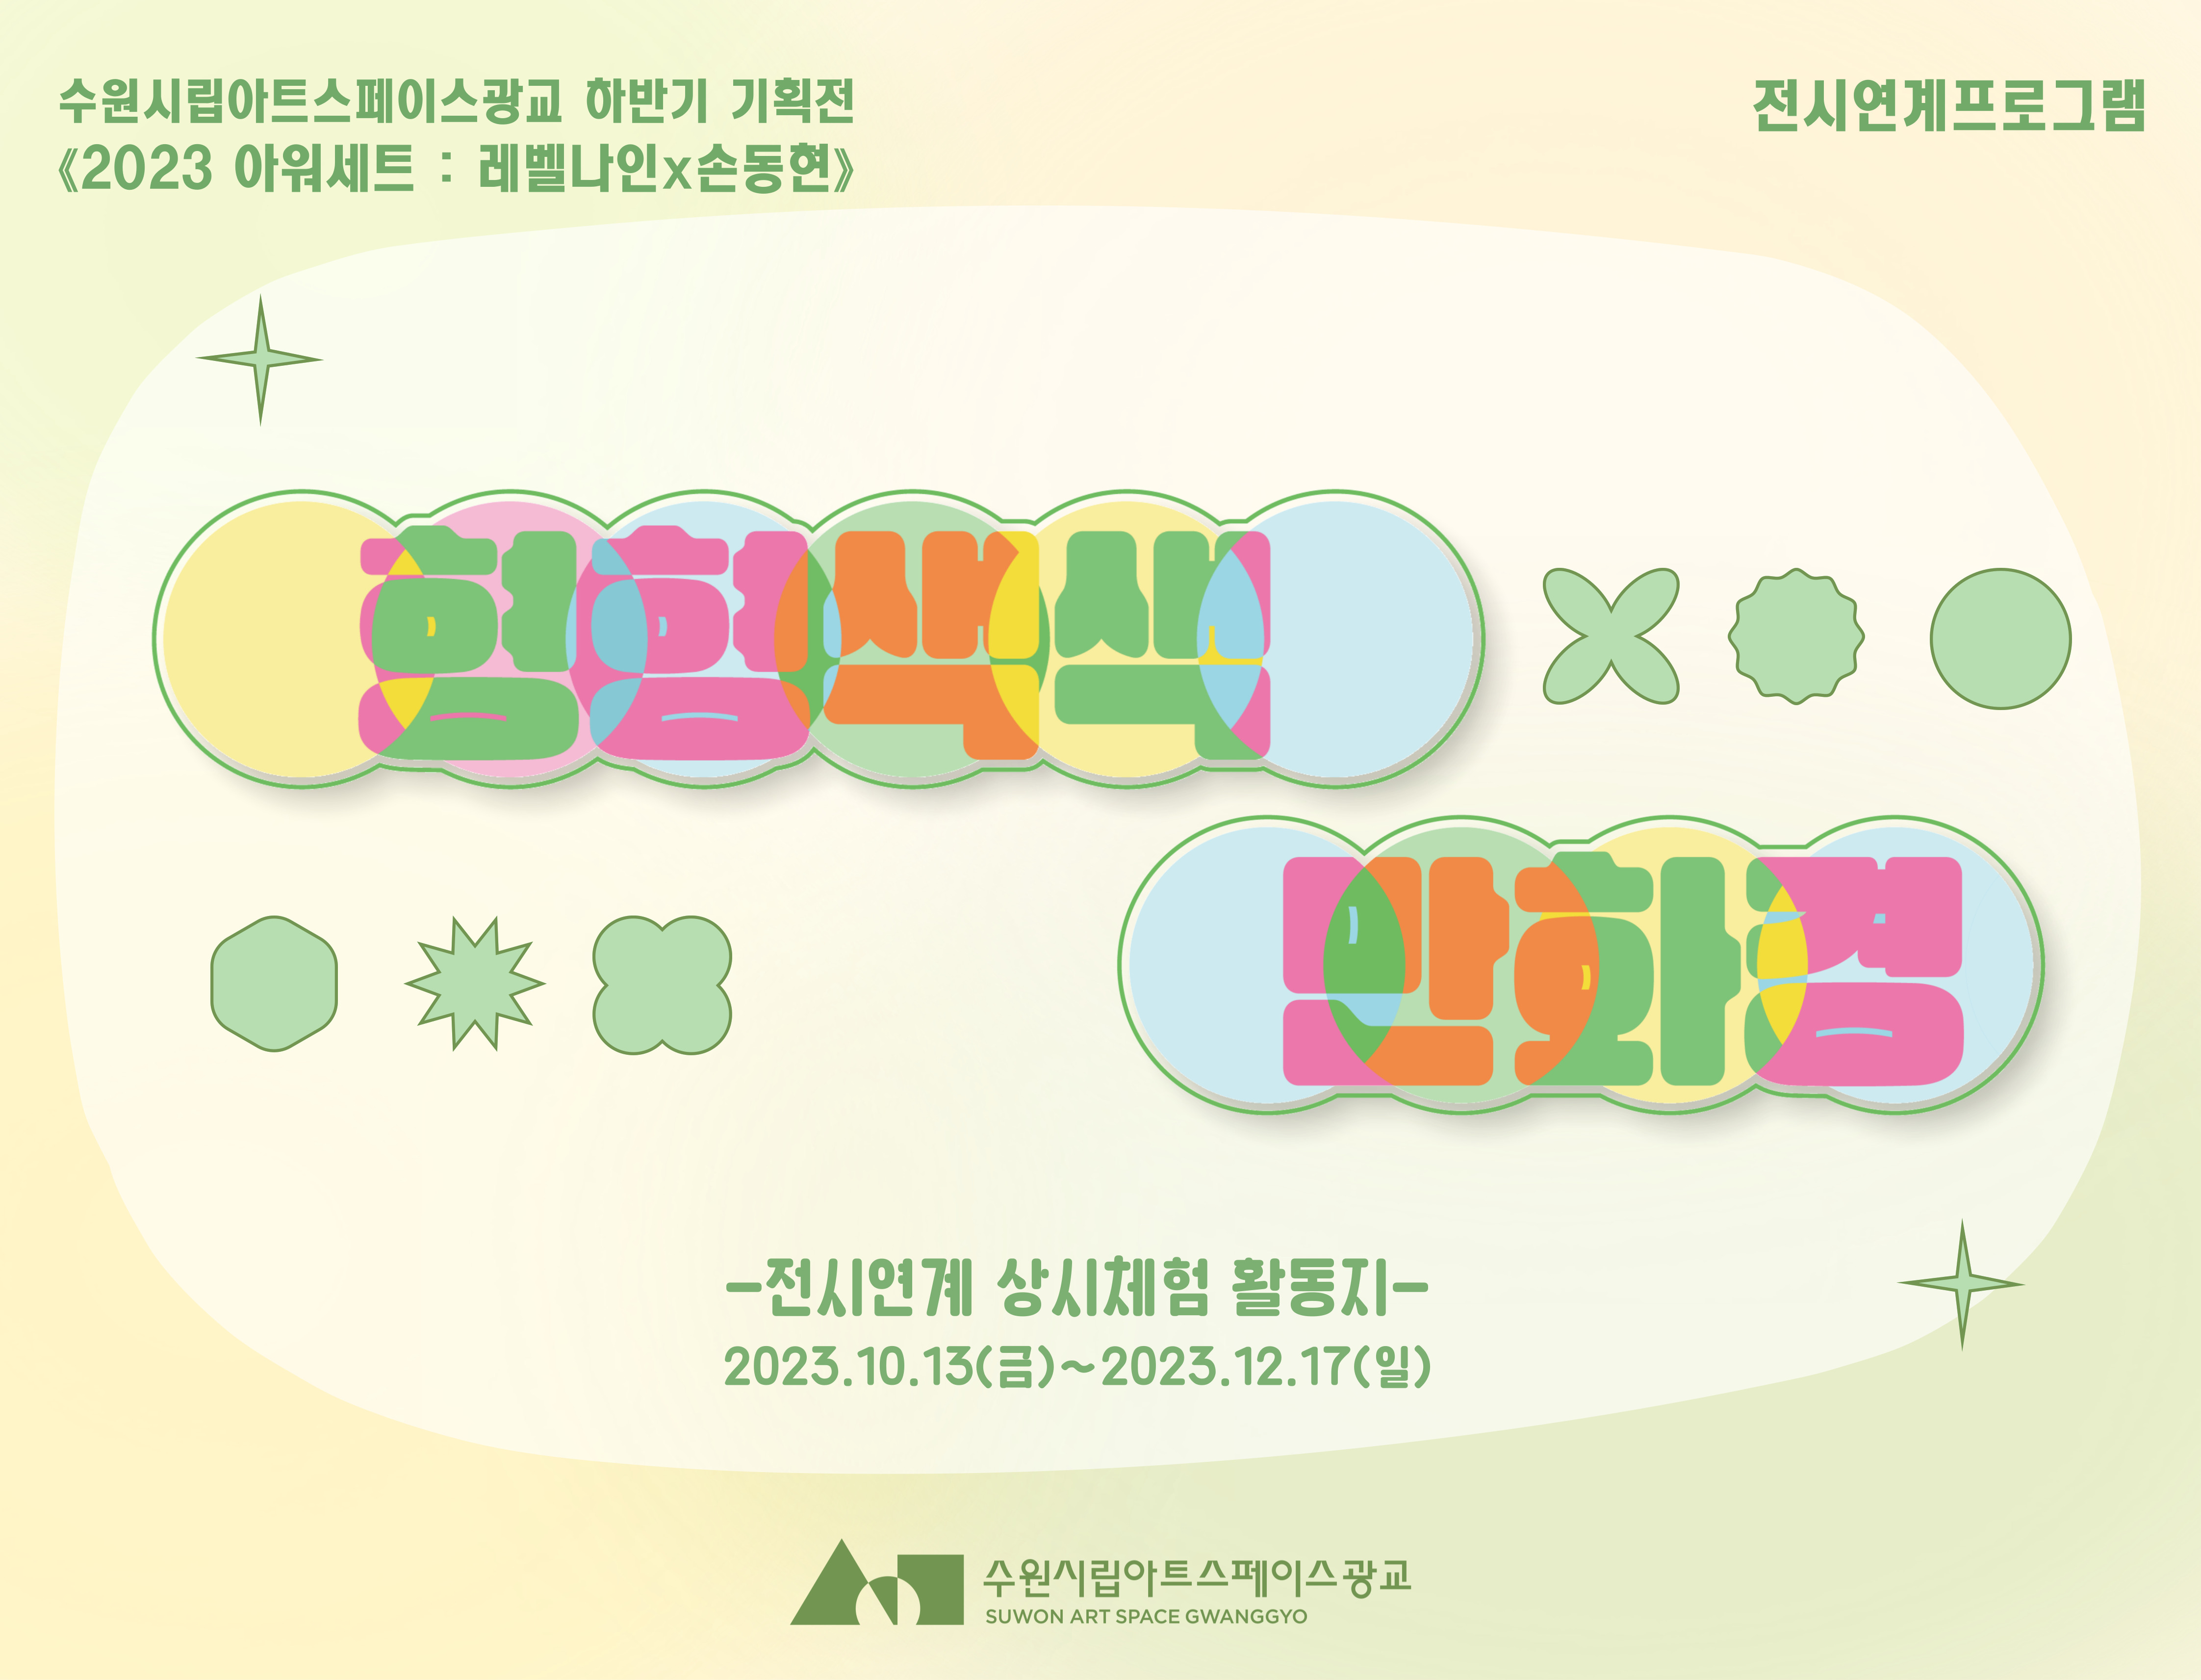 수원시립아트스페이스광교 하반기 기획전
《2023 아워세트 : 레벨나인x손동현》
전시연계프로그램
형형색색
만화경
-전시연계 상시체험 활동지-
2023.10.13(금)~2023.12.17(일)
수원시립아트스페이스광교
SUWON ART SPACE GWANGGYO